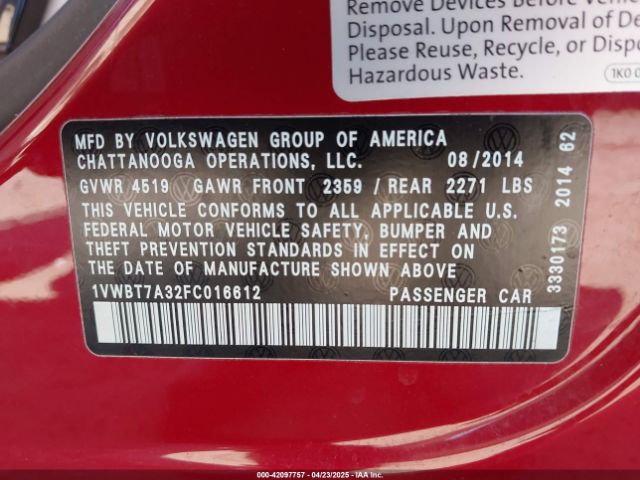 Remove Devices Before Vehic
Disposal. Upon Removal of De
Please Reuse, Recycle, or Dispo
Hazardous Waste.
1K0 0
MFD BY VOLKSWAGEN GROUP OF AMERICA
CHATTANOOGA OPERATIONS, LLC. 08/2014
GVWR 4519 GAWR FRONT 2359 / REAR 2271 LBS
THIS VEHICLE CONFORMS TO ALL APPLICABLE U.S.
FEDERAL MOTOR VEHICLE SAFETY, BUMPER AND
THEFT PREVENTION STANDARDS IN EFFECT ON
THE DATE OF MANUFACTURE SHOWN ABOVE
1VWBT7A32FC016612 PASSENGER CAR
3330173 2014 62
000-42097757 - 04/23/2025 - IAAI.COM